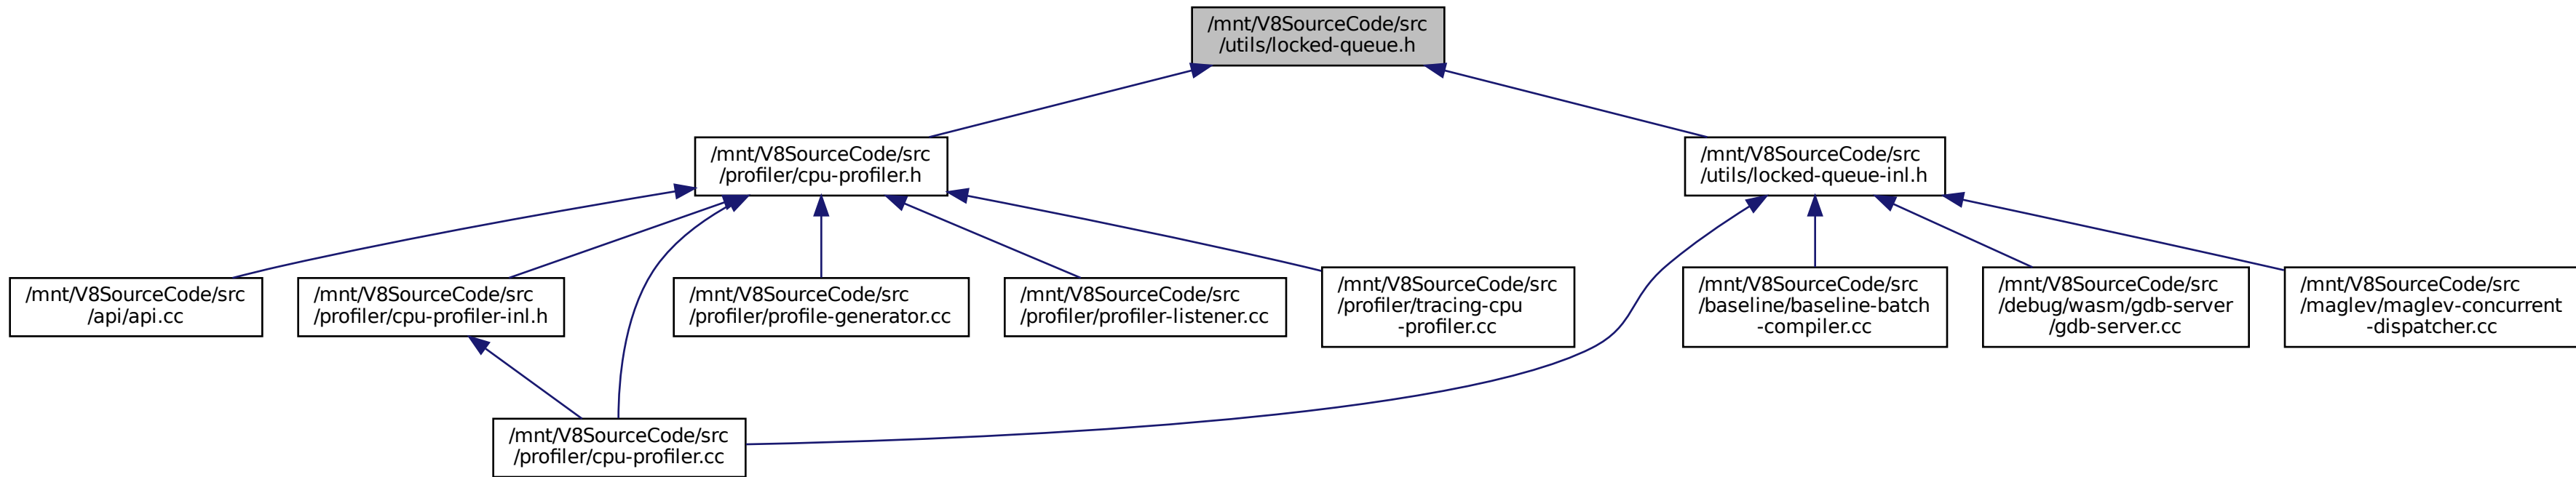 /mnt/V8SourceCode/src
/utils/locked-queue.h
/mnt/V8SourceCode/src
/profiler/cpu-profiler.h
/mnt/V8SourceCode/src
/utils/locked-queue-inl.h
/mnt/V8SourceCode/src
/api/api.cc
/mnt/V8SourceCode/src
/profiler/cpu-profiler-inl.h
/mnt/V8SourceCode/src
/profiler/profile-generator.cc
/mnt/V8SourceCode/src
/profiler/profiler-listener.cc
/mnt/V8SourceCode/src
/profiler/tracing-cpu
-profiler.cc
/mnt/V8SourceCode/src
/baseline/baseline-batch
-compiler.cc
/mnt/V8SourceCode/src
/debug/wasm/gdb-server
/gdb-server.cc
/mnt/V8SourceCode/src
/maglev/maglev-concurrent
-dispatcher.cc
/mnt/V8SourceCode/src
/profiler/cpu-profiler.cc